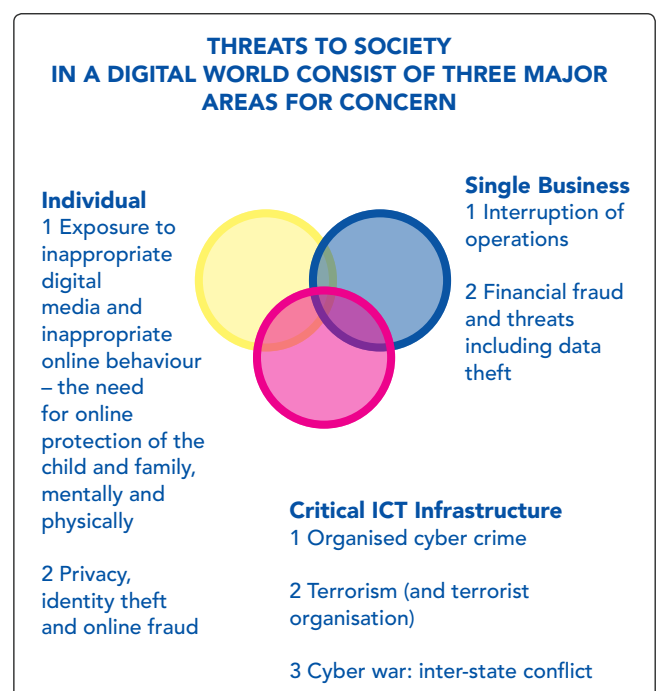 THREATS TO SOCIETY
IN A DIGITAL WORLD CONSIST OF THREE MAJOR
AREAS FOR CONCERN
Individual
1 Exposure to
inappropriate
digital
media and
inappropriate
online behaviour
– the need
for online
protection of the
child and family,
mentally and
physically
2 Privacy,
identity theft
and online fraud
Single Business
1 Interruption of
operations
2 Financial fraud
and threats
including data
theft
Critical ICT Infrastructure
1 Organised cyber crime
2 Terrorism (and terrorist
organisation)
3 Cyber war: inter-state conflict